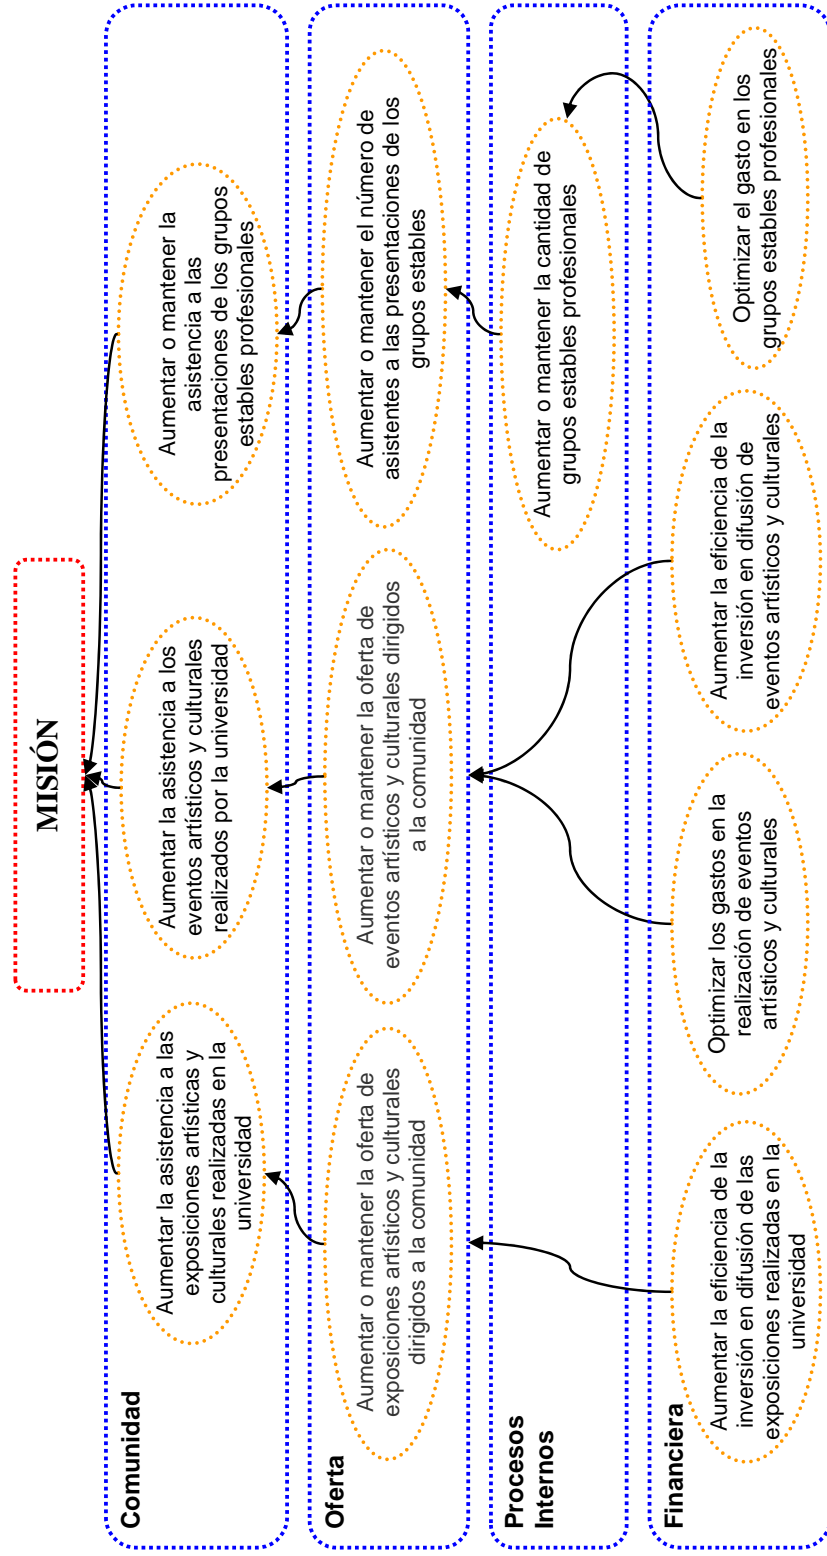 MISIÓN
Comunidad
Aumentar la asistencia a las
exposiciones artísticas y
culturales realizadas en la
universidad
Aumentar la asistencia a los
eventos artísticos y culturales
realizados por la universidad
Aumentar o mantener la
asistencia a las
presentaciones de los grupos
estables profesionales
Oferta
Aumentar o mantener la oferta de
exposiciones artísticos y culturales
dirigidos a la comunidad
Aumentar o mantener la oferta de
eventos artísticos y culturales dirigidos
a la comunidad
Aumentar o mantener el número de
asistentes a las presentaciones de los
grupos estables
Procesos
Internos
Aumentar o mantener la cantidad de
grupos estables profesionales
Financiera
Aumentar la eficiencia de la
inversión en difusión de las
exposiciones realizadas en la
universidad
Optimizar los gastos en la
realización de eventos
artísticos y culturales
Aumentar la eficiencia de la
inversión en difusión de
eventos artísticos y culturales
Optimizar el gasto en los
grupos estables profesionales